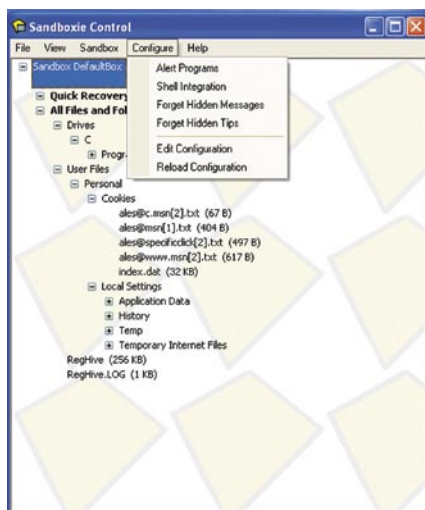 Sandboxie Control
File View Sandbox Configure Help
Sandbox DefaultBox
Alert Programs
Shell Integration
Forget Hidden Messages
Forget Hidden Tips
Edit Configuration
Reload Configuration
Quick Recovery
All Files and Fol
Drives
C
Progr
User Files
Personal
Cookies
ales@c.msn[2].txt (67 B)
ales@msn[1].txt (404 B)
ales@specificclick[2].txt (497 B)
ales@www.msn[2].txt (617 B)
index.dat (32 KB)
Local Settings
Application Data
History
Temp
Temporary Internet Files
RegHive (256 KB)
RegHive.LOG (1 KB)